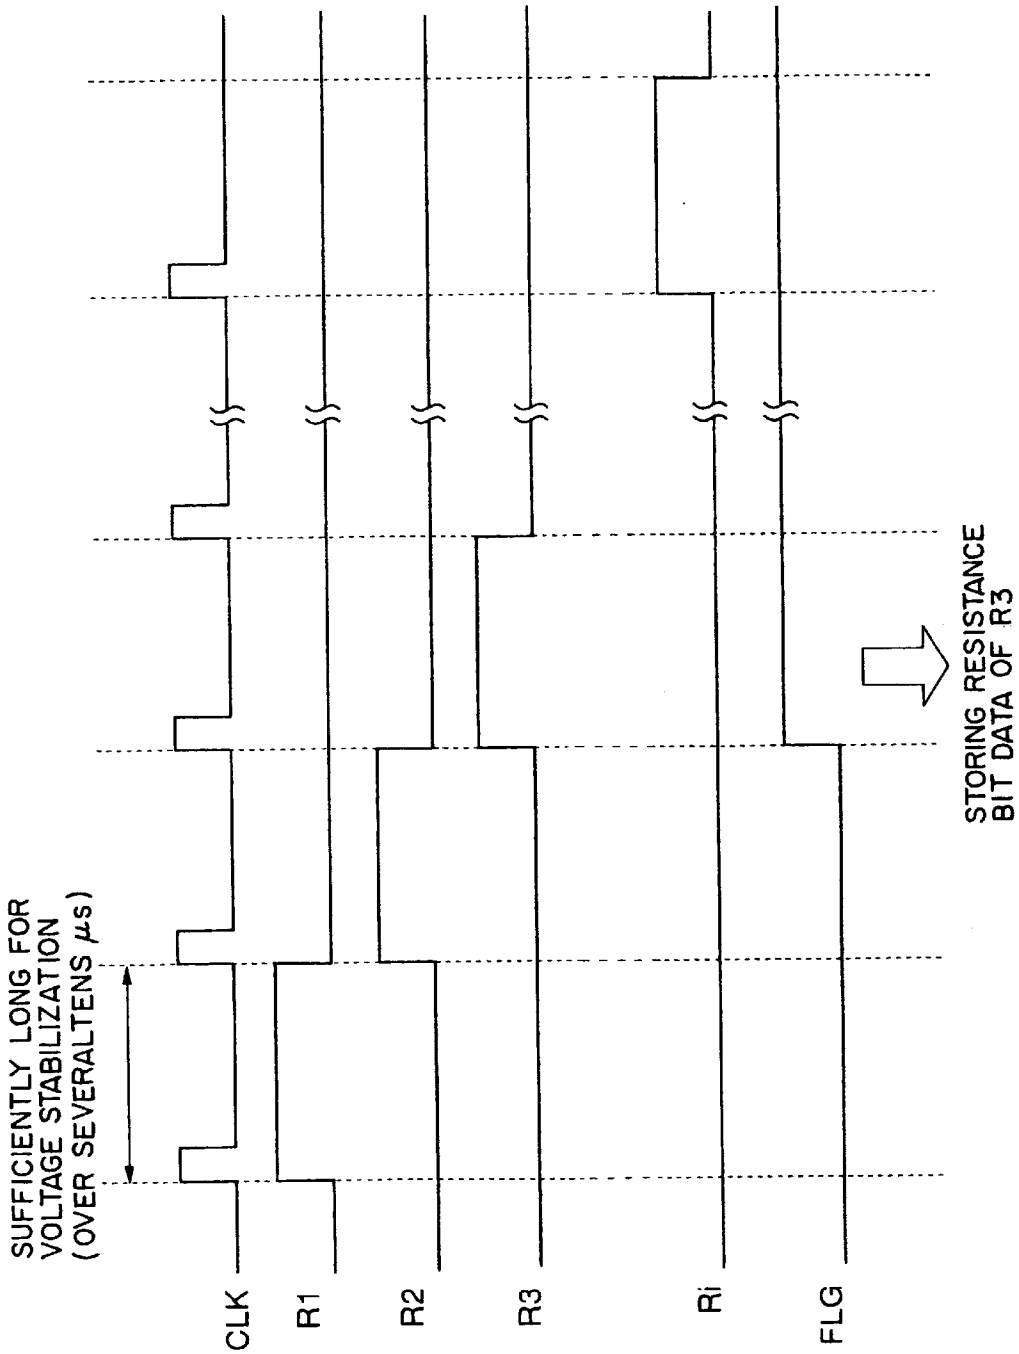 SUFFICIENTLY LONG FOR
VOLTAGE STABILIZATION
(OVER SEVERALTENS μs)
CLK
R1
R2
R3
Ri
FLG
STORING RESISTANCE
BIT DATA OF R3